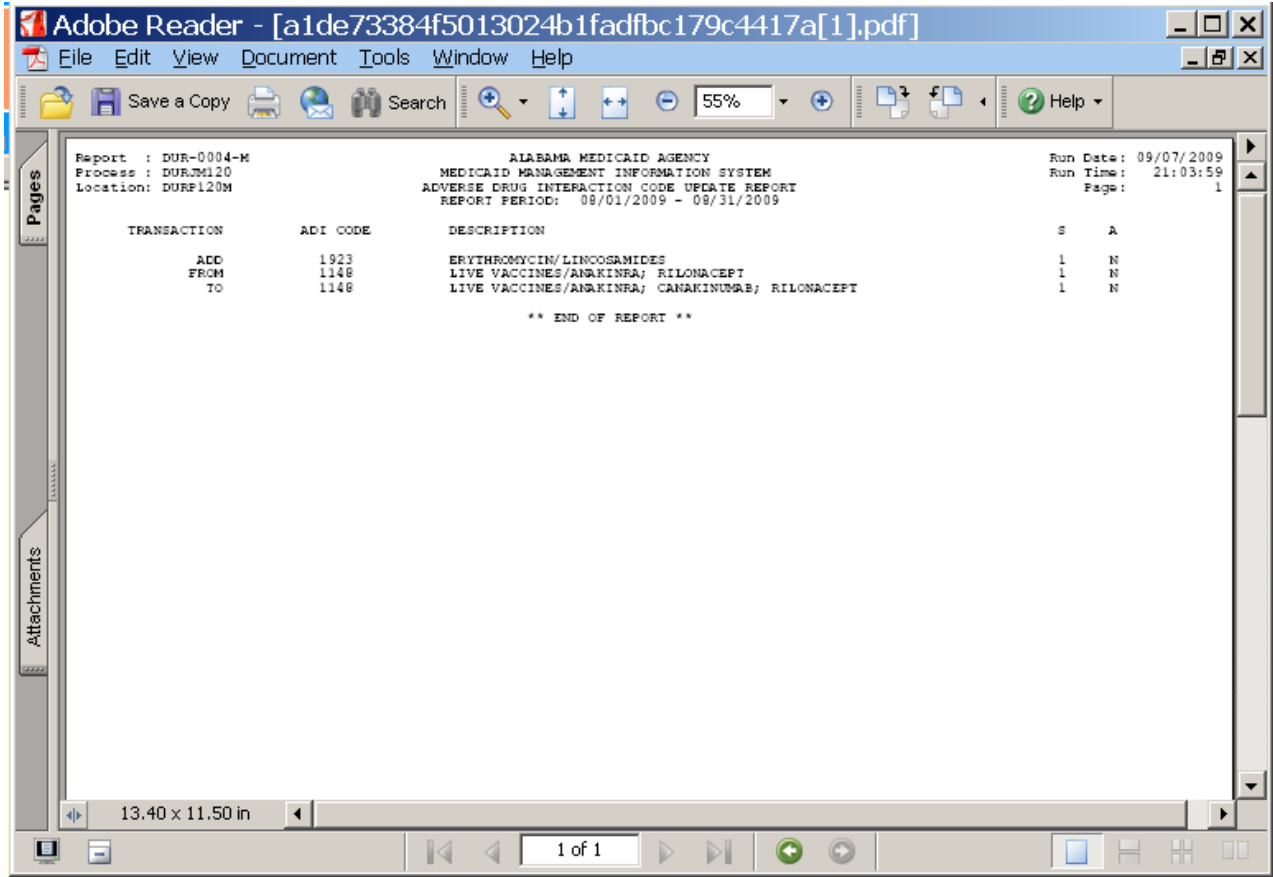 Adobe Reader - [a1de73384f5013024b1fadfbc179c4417a[1].pdf]
File Edit View Document Tools Window Help
Save a Copy Search 55% Help
Pages
Attachments
Report : DUR-0004-M ALABAMA MEDICAID AGENCY Run Date: 09/07/2009
Process : DURJM120 MEDICAID MANAGEMENT INFORMATION SYSTEM Run Time: 21:03:59
Location: DURP120M ADVERSE DRUG INTERACTION CODE UPDATE REPORT Page: 1
REPORT PERIOD: 08/01/2009 - 08/31/2009
TRANSACTION ADI CODE DESCRIPTION S A
ADD 1923 ERYTHROMYCIN/LINCOSAMIDES 1 N
FROM 1148 LIVE VACCINES/ANAKINRA; RILONACEPT 1 N
TO 1148 LIVE VACCINES/ANAKINRA; CANAKINUMAB; RILONACEPT 1 N
** END OF REPORT **
13.40 x 11.50 in
1 of 1